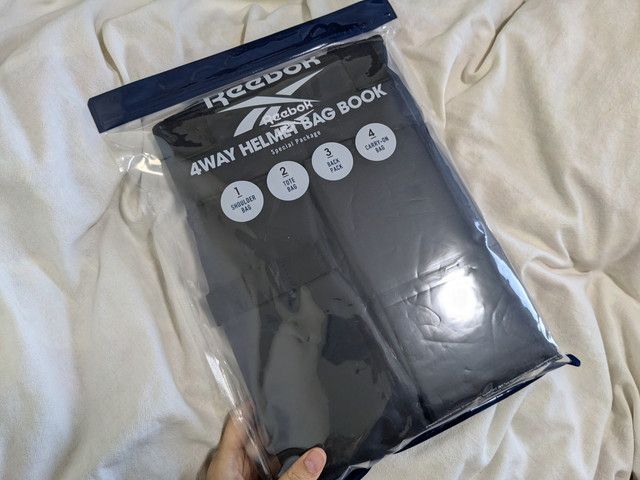 Reebok
Reebok
4WAY HELMET BAG BOOK
Special Package
1
SHOULDER
BAG
2
TOTE
BAG
3
BACK
PACK
4
CARRY-ON
BAG